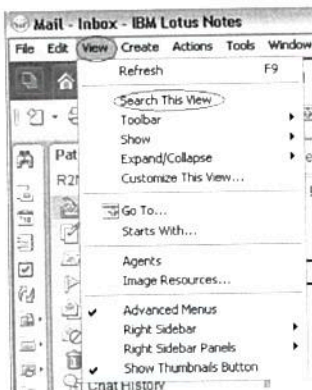 Mail - Inbox - IBM Lotus Notes
File Edit View Create Actions Tools Window
Refresh F9
Search This View
Toolbar
Show
Pat
Expand/Collapse
R2
Customize This View...
Go To...
Starts With...
Agents
Image Resources...
Advanced Menus
Right Sidebar
Right Sidebar Panels
Show Thumbnails Button
Chat History